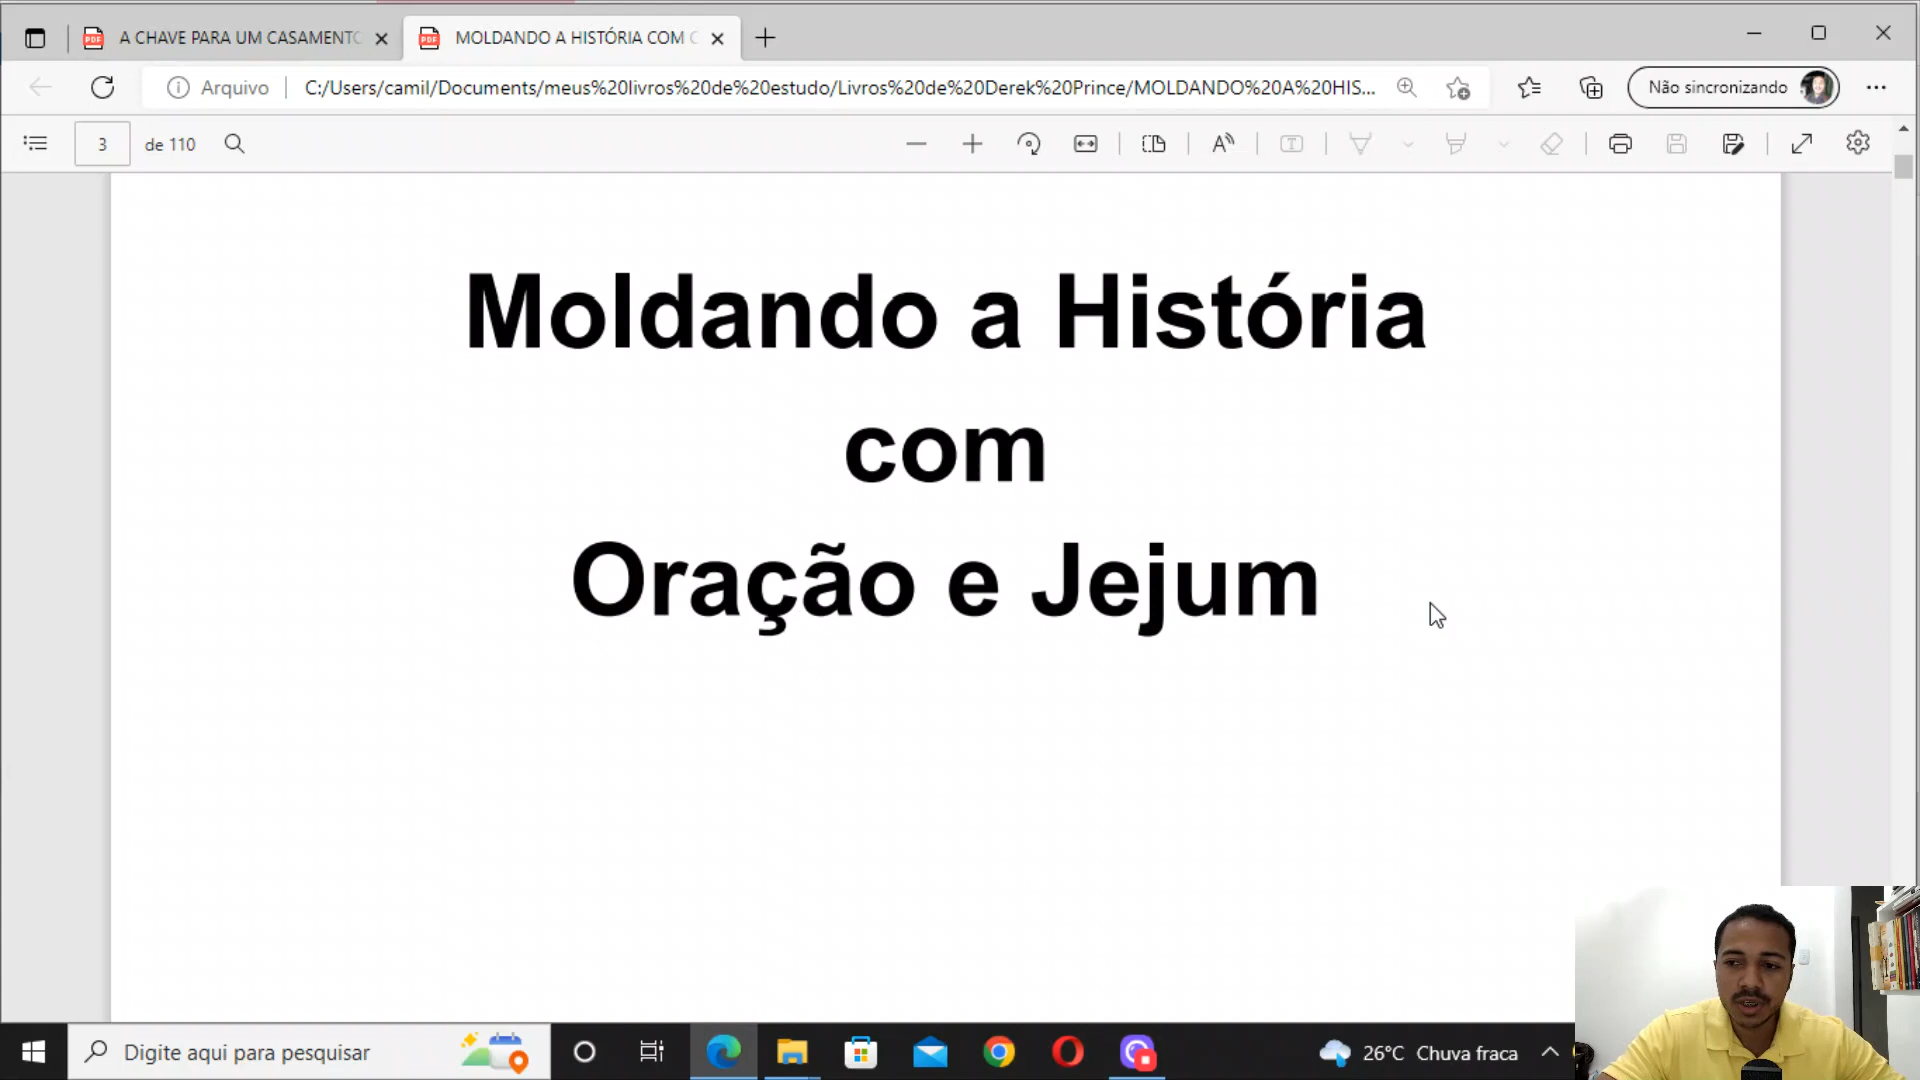 A CHAVE PARA UM CASAMENTO
MOLDANDO A HISTÓRIA COM
Arquivo
C:/Users/camil/Documents/meus%20livros%20de%20estudo/Livros%20de%20Derek%20Prince/MOLDANDO%20A%20HIS...
Não sincronizando
3 de 110
Moldando a História
com
Oração e Jejum
Digite aqui para pesquisar
26°C Chuva fraca